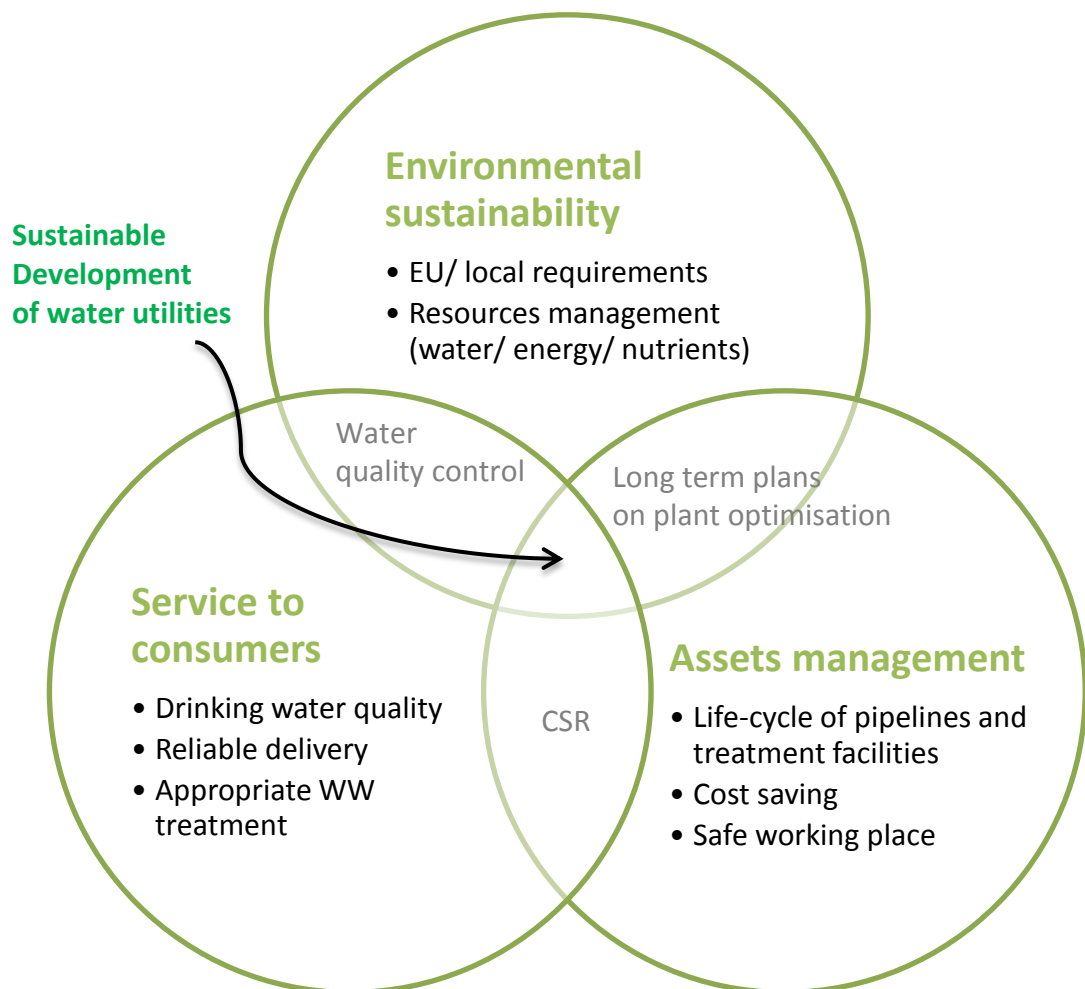 Environmental
sustainability
• EU/ local requirements
• Resources management
(water/ energy/ nutrients)
Sustainable
Development
of water utilities
Water
quality control
Long term plans
on plant optimisation
Service to
consumers
• Drinking water quality
• Reliable delivery
• Appropriate WW
treatment
CSR
Assets management
• Life-cycle of pipelines and
treatment facilities
• Cost saving
• Safe working place